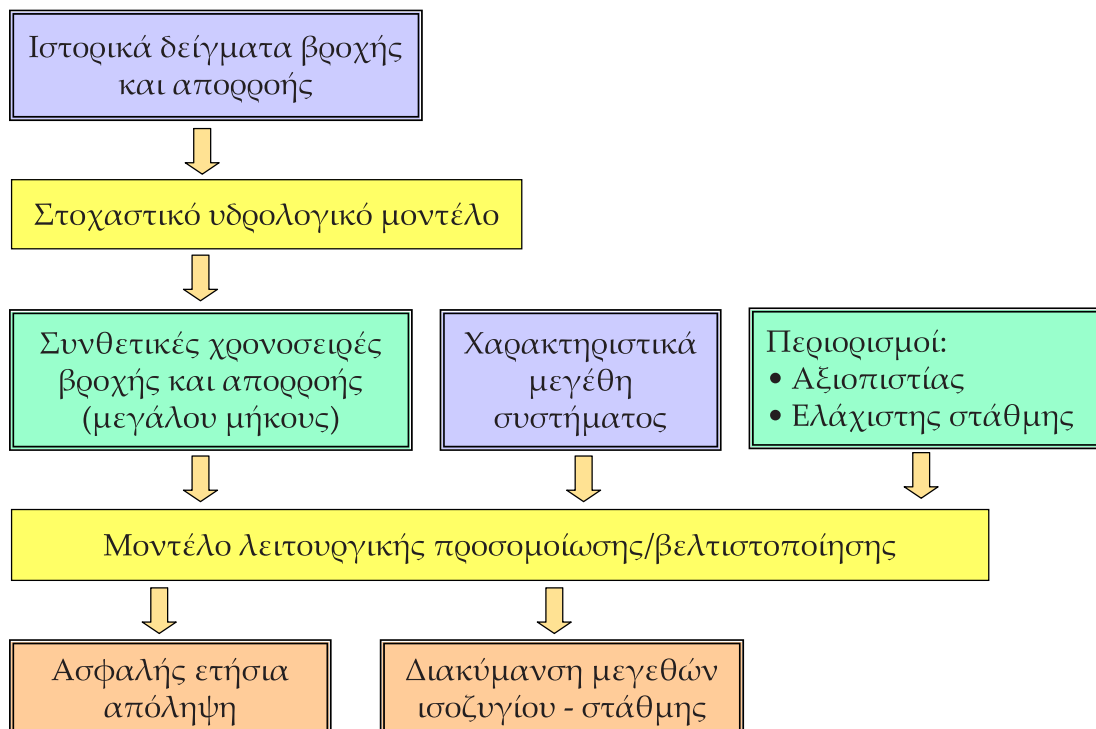 Ιστορικά δείγματα βροχής
και απορροής
Στοχαστικό υδρολογικό μοντέλο
Συνθετικές χρονοσειρές
βροχής και απορροής
(μεγάλου μήκους)
Χαρακτηριστικά
μεγέθη
συστήματος
Περιορισμοί:
• Αξιοπιστίας
• Ελάχιστης στάθμης
Μοντέλο λειτουργικής προσομοίωσης/βελτιστοποίησης
Ασφαλής ετήσια
απόληψη
Διακύμανση μεγεθών
ισοζυγίου - στάθμης